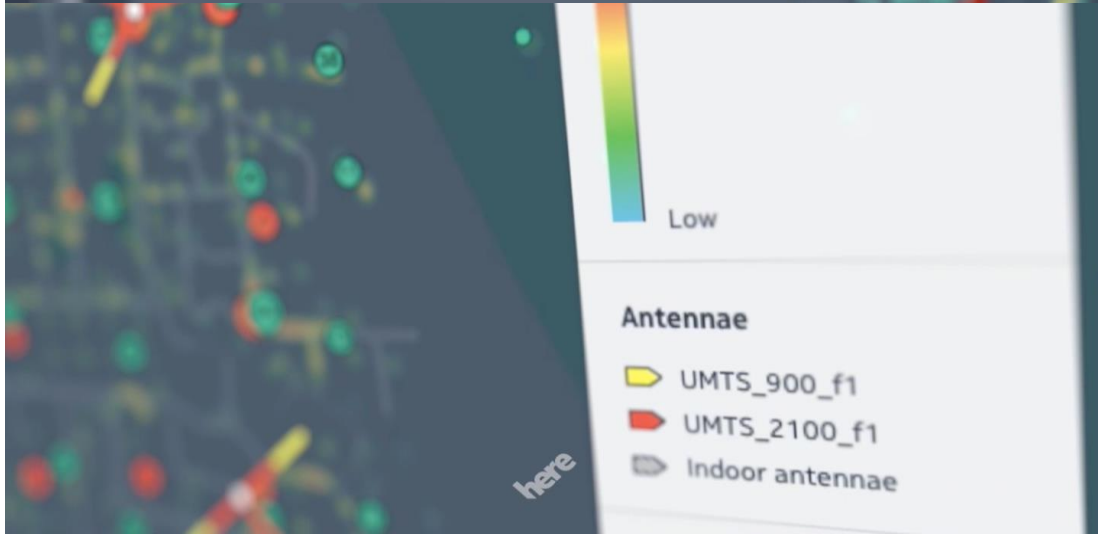 Low
Antennae
UMTS_900_f1
UMTS_2100_f1
Indoor antennae
here